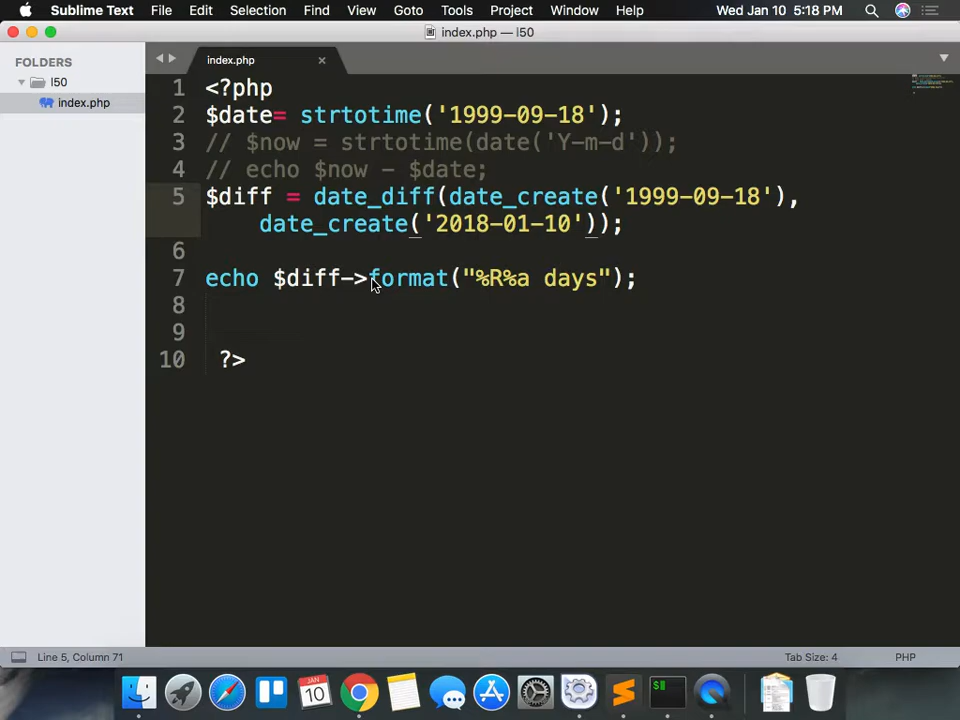 Sublime Text File Edit Selection Find View Goto Tools Project Window Help Wed Jan 10 5:18 PM
index.php — l50
FOLDERS
l50
index.php
index.php
1 <?php
2 $date= strtotime('1999-09-18');
3 // $now = strtotime(date('Y-m-d'));
4 // echo $now - $date;
5 $diff = date_diff(date_create('1999-09-18'),
date_create('2018-01-10'));
6
7 echo $diff->format("%R%a days");
8
9
10 ?>
Line 5, Column 71 Tab Size: 4 PHP
JAN
10
$